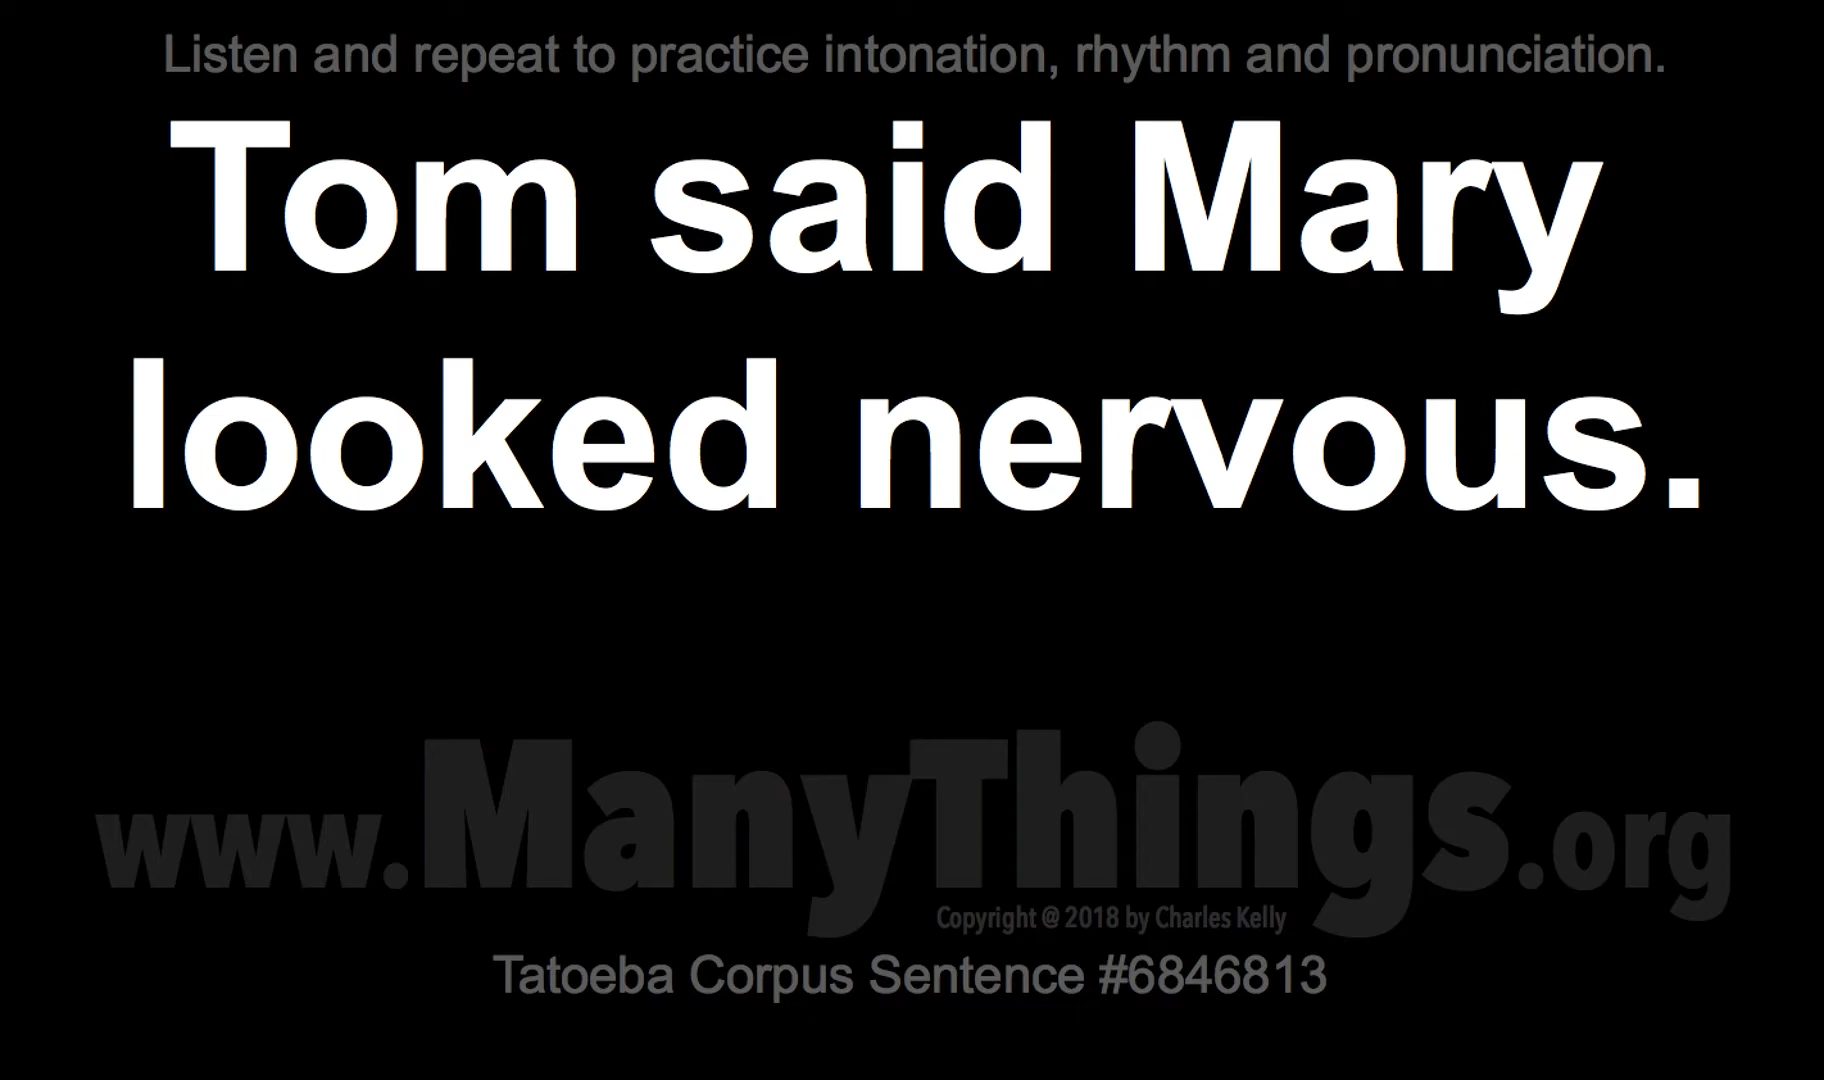 Listen and repeat to practice intonation, rhythm and pronunciation.
Tom said Mary
looked nervous.
www.ManyThings.org
Copyright @ 2018 by Charles Kelly
Tatoeba Corpus Sentence #6846813